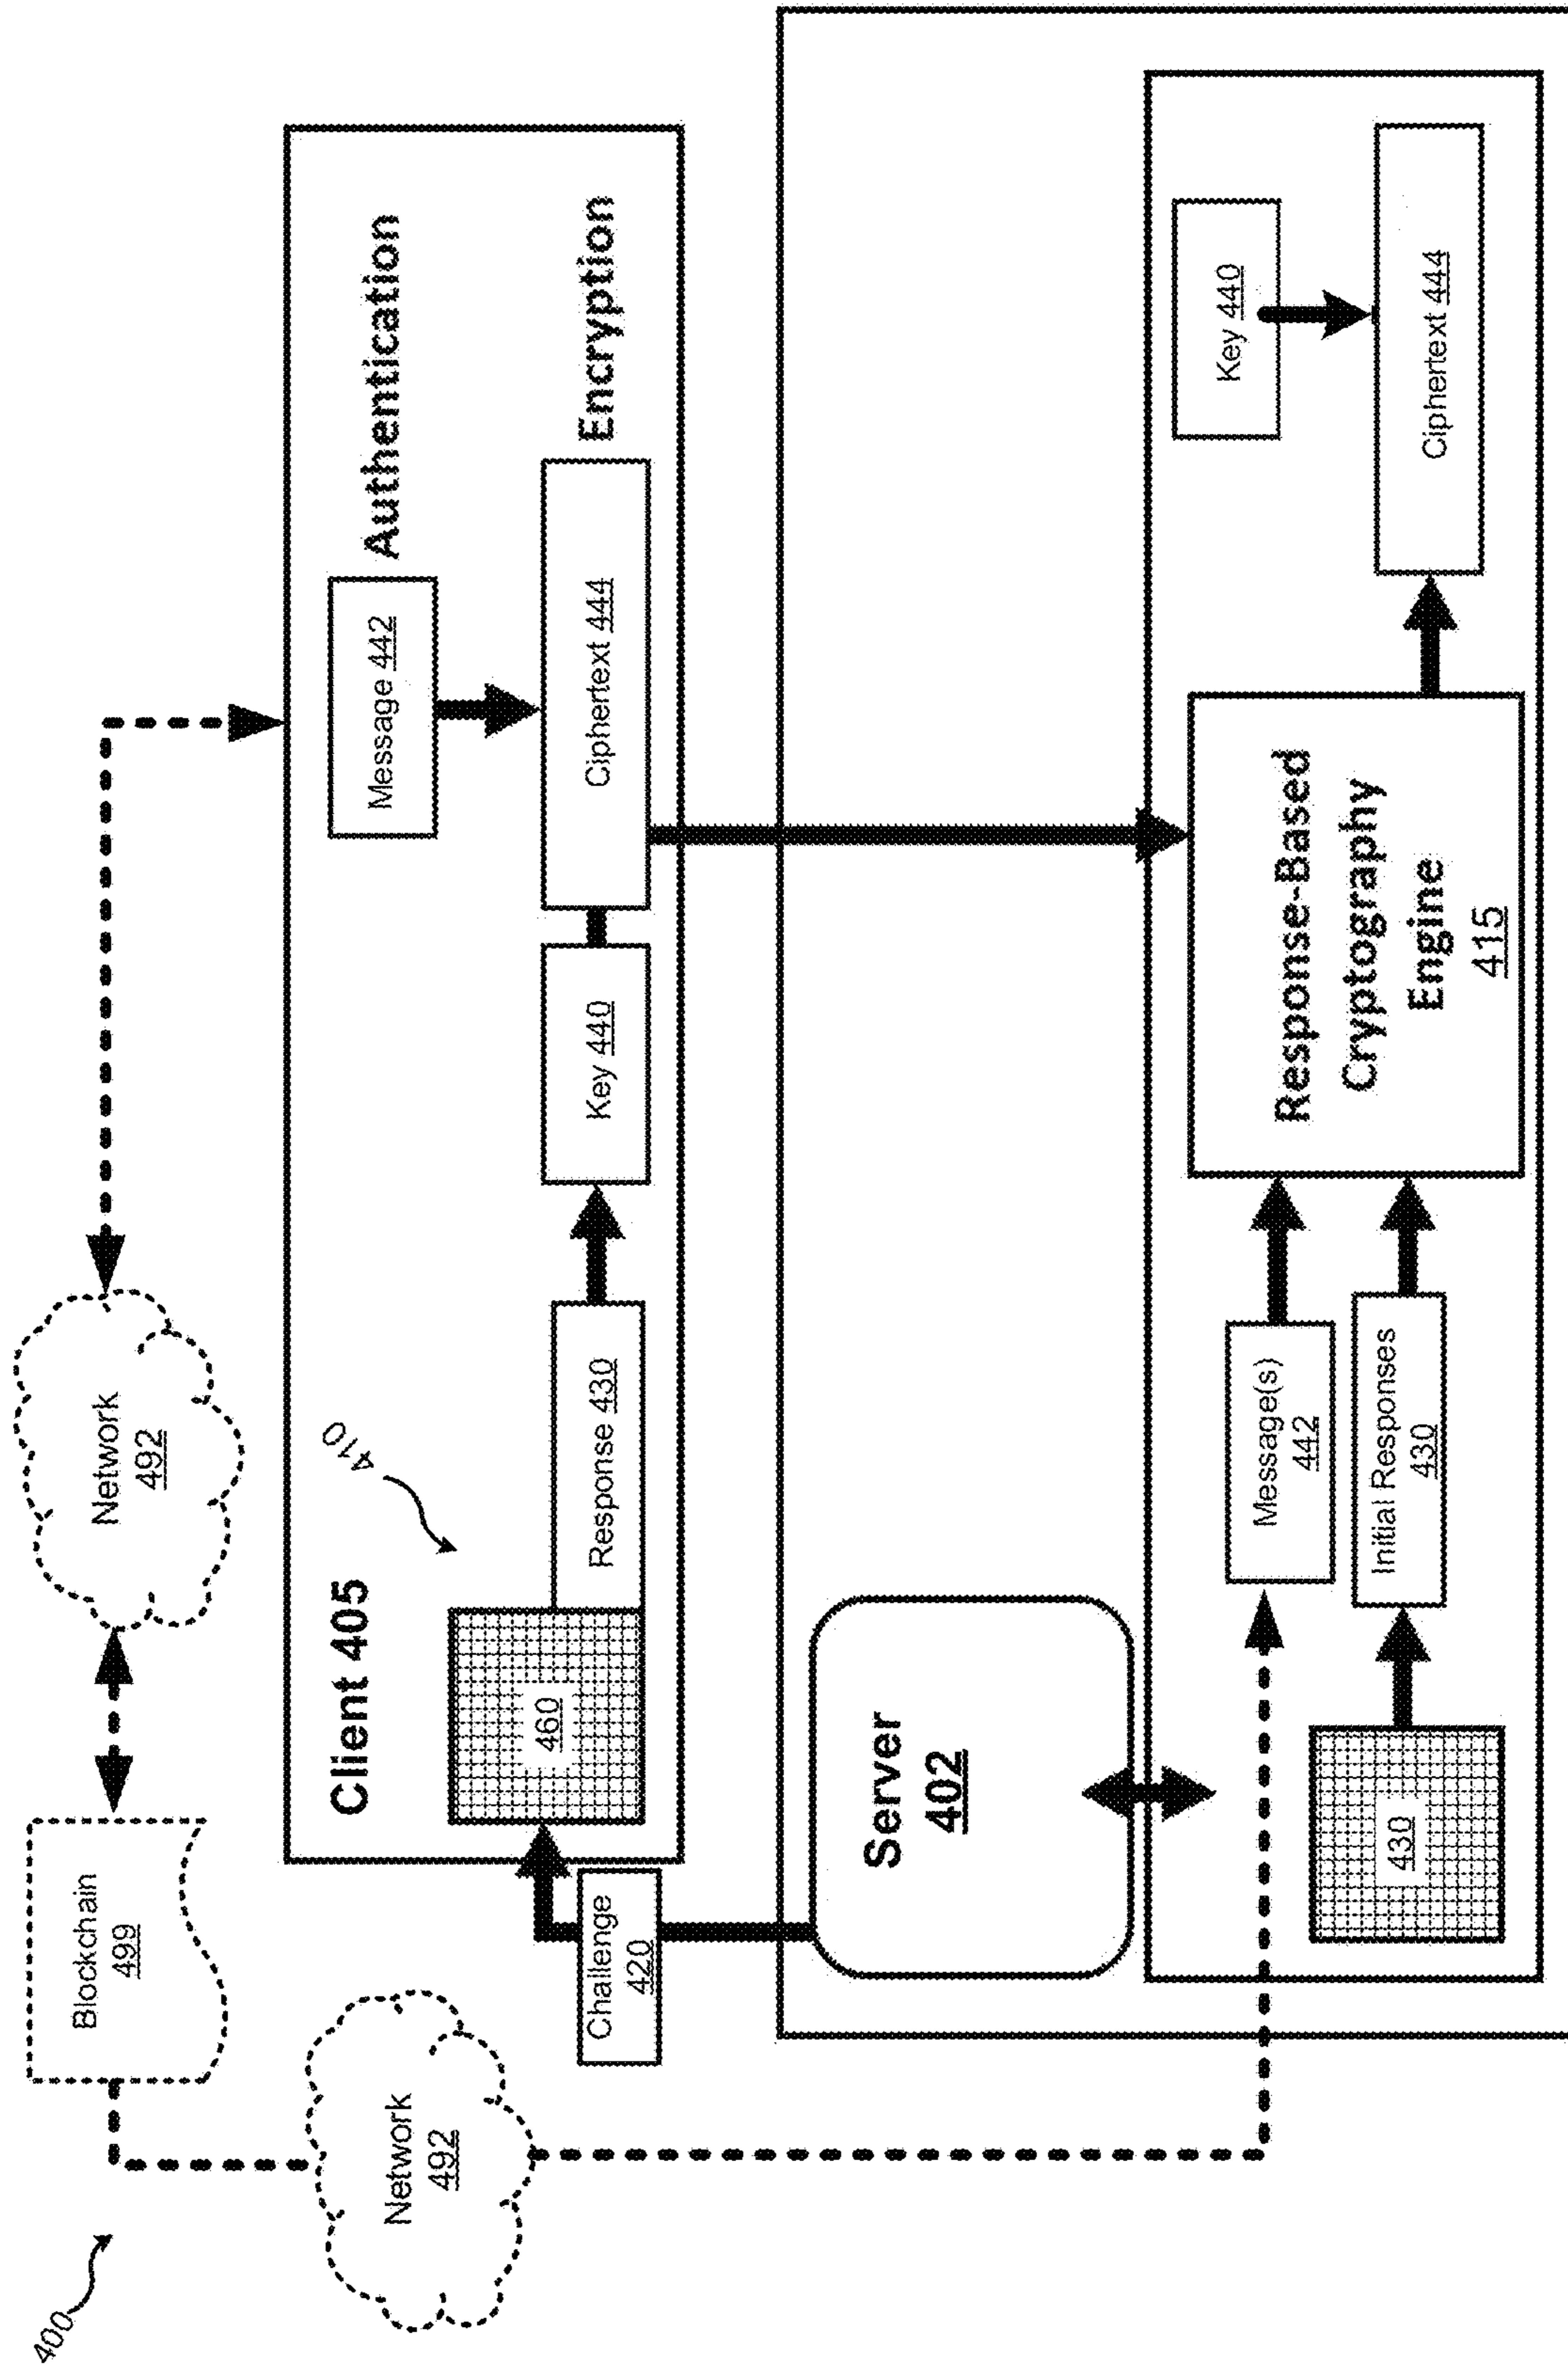 400
Blockchain
499
Network
492
Network
492
Client 405
410
Authentication
Message 442
Encryption
460
Response 430
Key 440
Ciphertext 444
Challenge
420
Server
402
Message(s)
442
Initial Responses
430
430
Response-Based
Cryptography
Engine
415
Key 440
Ciphertext 444